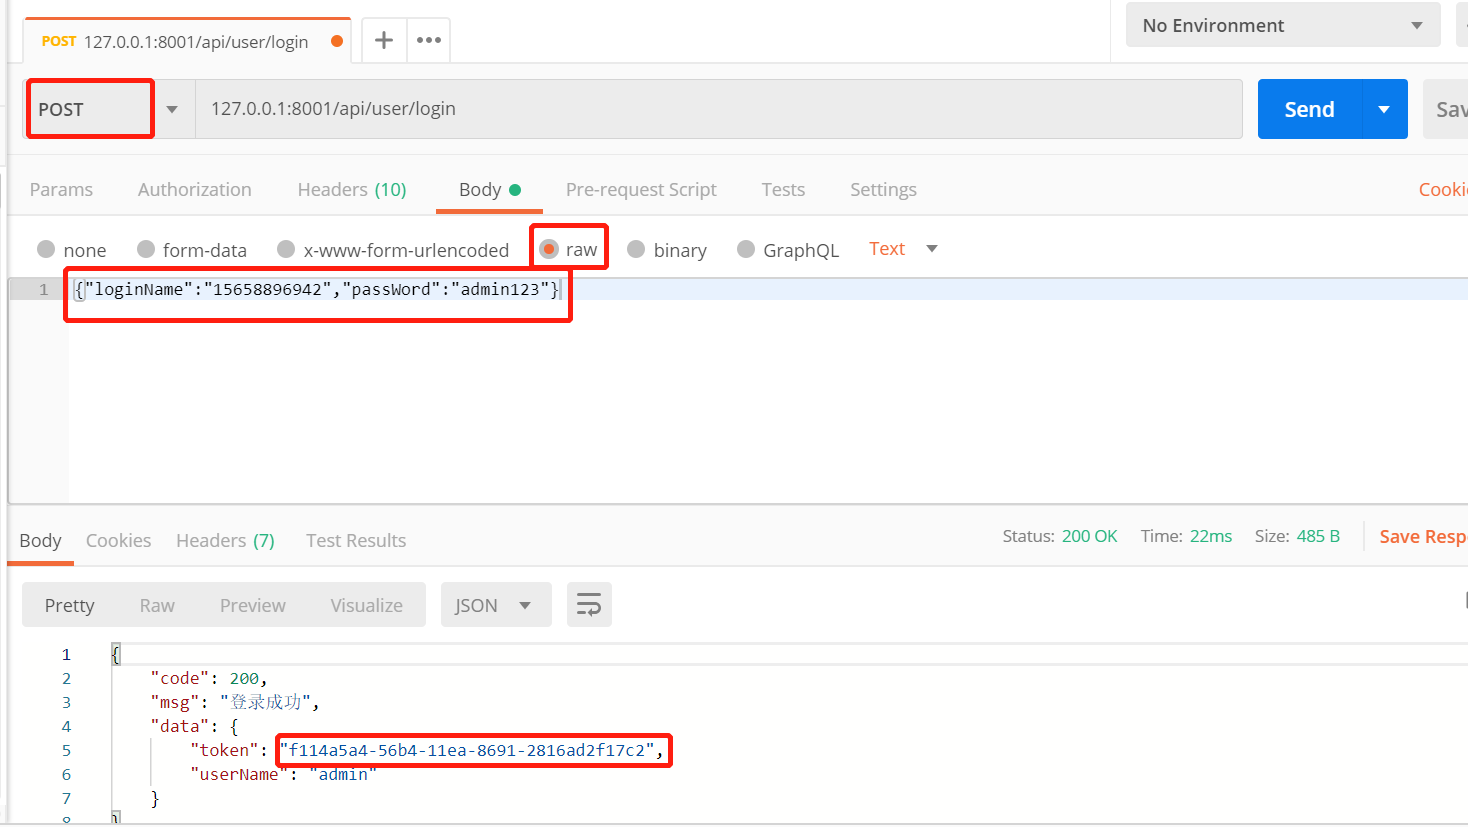 POST 127.0.0.1:8001/api/user/login
No Environment
POST 127.0.0.1:8001/api/user/login Send
Params Authorization Headers (10) Body Pre-request Script Tests Settings
none form-data x-www-form-urlencoded raw binary GraphQL Text
1 {"loginName":"15658896942","passWord":"admin123"}
Body Cookies Headers (7) Test Results Status: 200 OK Time: 22ms Size: 485 B Save
Pretty Raw Preview Visualize JSON
1 {
2 "code": 200,
3 "msg": "登录成功",
4 "data": {
5 "token": "f114a5a4-56b4-11ea-8691-2816ad2f17c2",
6 "userName": "admin"
7 }
8 }